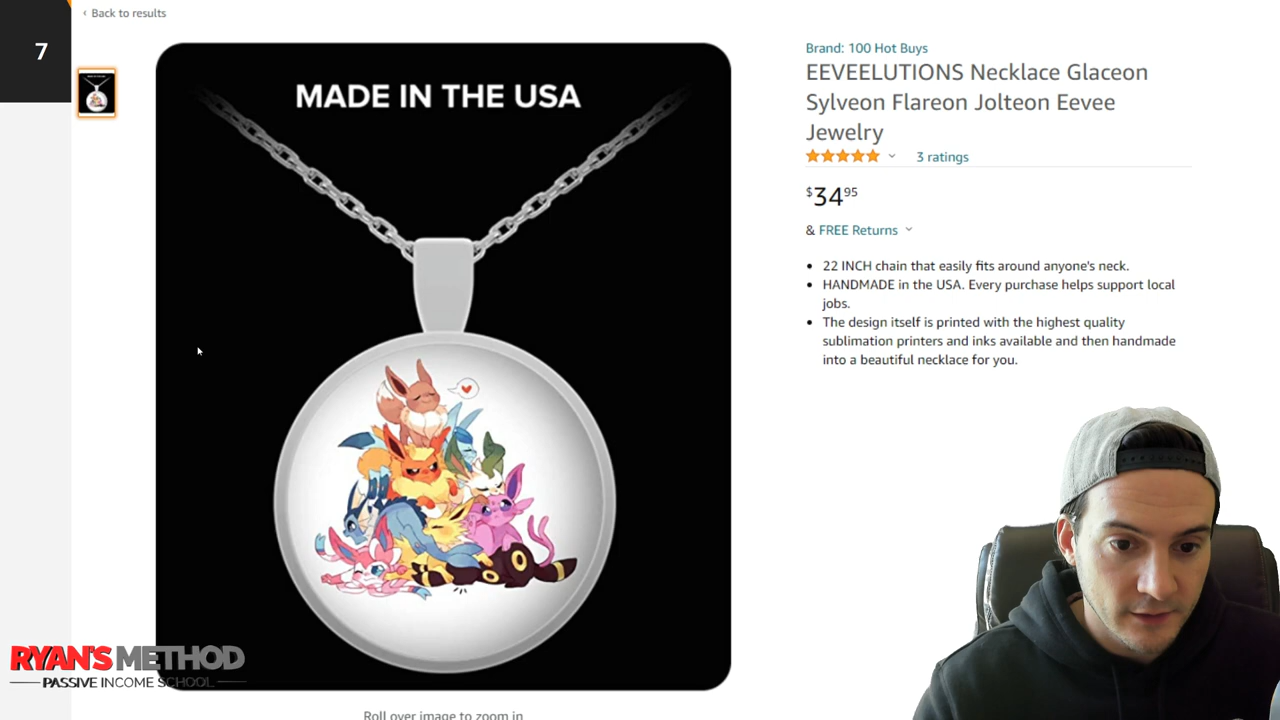 7
‹ Back to results
MADE IN THE USA
Brand: 100 Hot Buys
EEVEELUTIONS Necklace Glaceon
Sylveon Flareon Jolteon Eevee
Jewelry
3 ratings
$34 95
& FREE Returns
• 22 INCH chain that easily fits around anyone's neck.
• HANDMADE in the USA. Every purchase helps support local
jobs.
• The design itself is printed with the highest quality
sublimation printers and inks available and then handmade
into a beautiful necklace for you.
RYAN'S METHOD
PASSIVE INCOME SCHOOL
Roll over image to zoom in